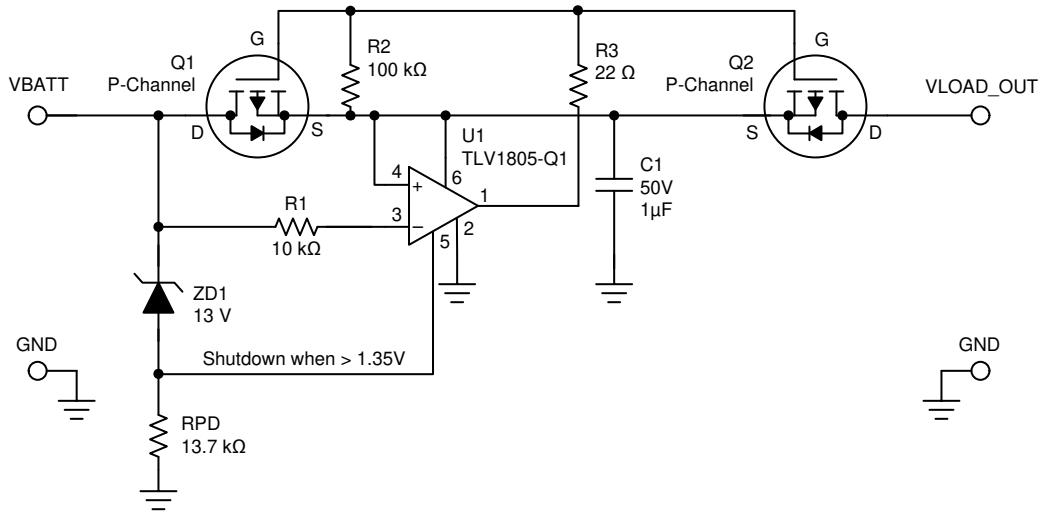 G
R2
100 kΩ
R3
22 Ω
G
Q1
P-Channel
Q2
P-Channel
VBATT
VLOAD_OUT
D
S
S
D
U1
TLV1805-Q1
4
+
6
1
C1
50V
1µF
R1
10 kΩ
3
−
5
2
ZD1
13 V
GND
GND
Shutdown when > 1.35V
RPD
13.7 kΩ